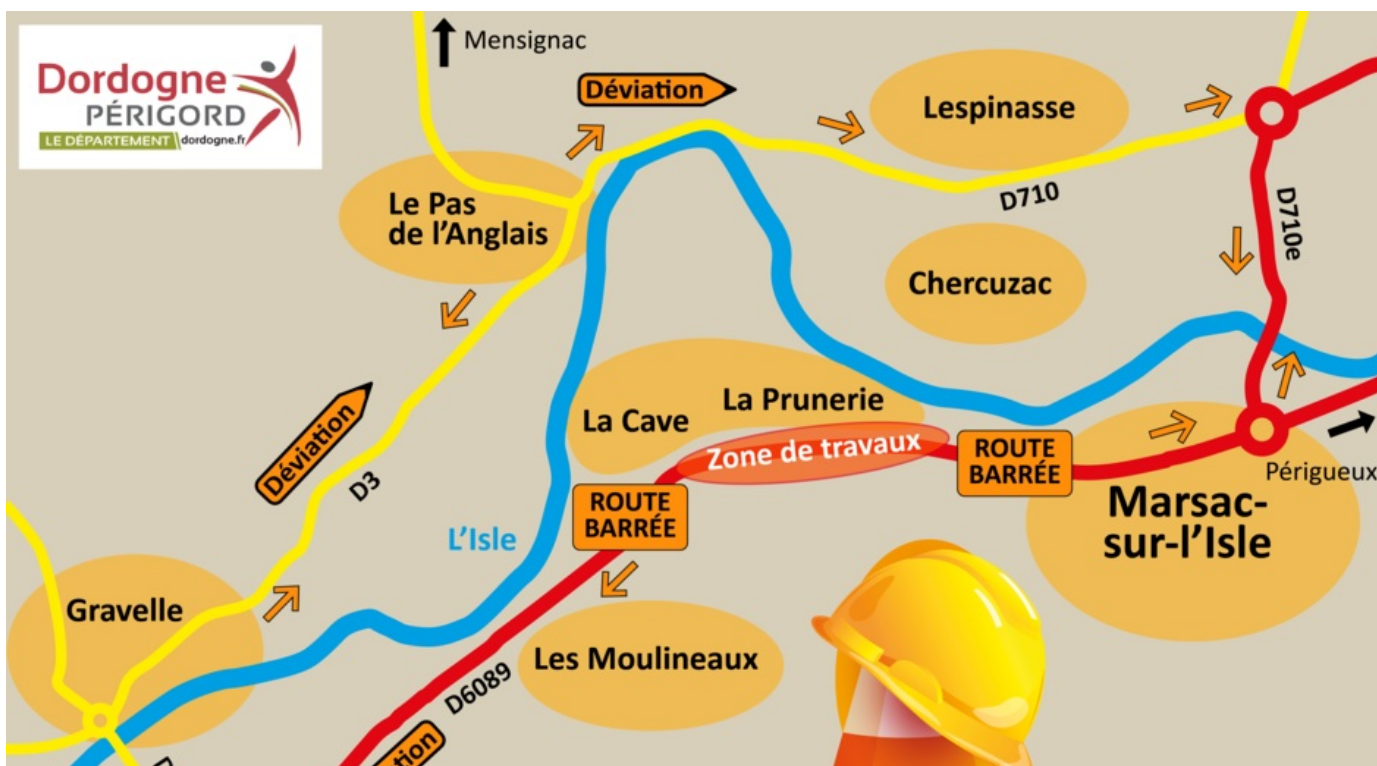 Dordogne
PÉRIGORD
LE DÉPARTEMENT dordogne.fr
Mensignac
Déviation
Lespinasse
D710
Le Pas
de l'Anglais
D710e
Chercuzac
La Prunerie
La Cave
Zone de travaux
ROUTE
BARRÉE
Périgueux
Déviation
D3
ROUTE
BARRÉE
Marsac-
sur-l'Isle
L'Isle
Gravelle
Les Moulineaux
D6089